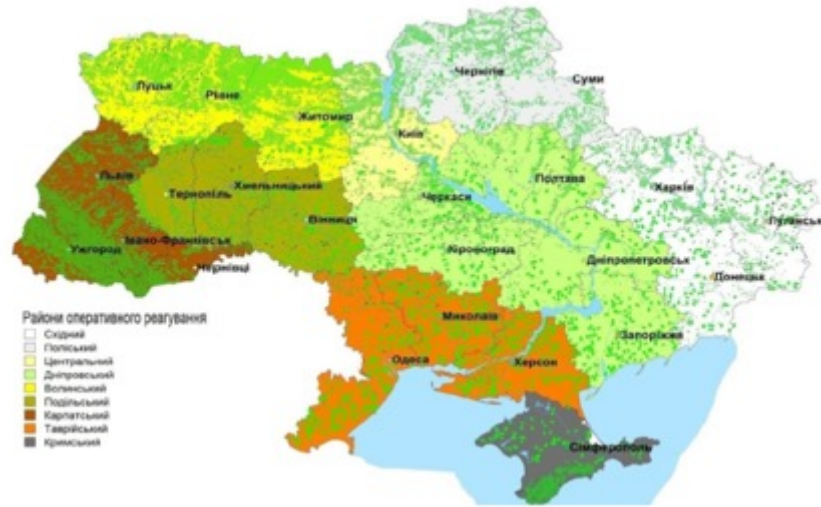 Чернігів
Суми
Луцьк
Рівне
Житомир
Київ
Львів
Тернопіль
Хмельницький
Полтава
Харків
Черкаси
Луганськ
Вінниця
Ужгород
Івано-Франківськ
Кіровоград
Дніпропетровськ
Чернівці
Донецьк
Миколаїв
Запоріжжя
Одеса
Херсон
Сімферополь
Райони оперативного реагування
Східний
Поліський
Центральний
Дніпровський
Волинський
Подільський
Карпатський
Таврійський
Кримський